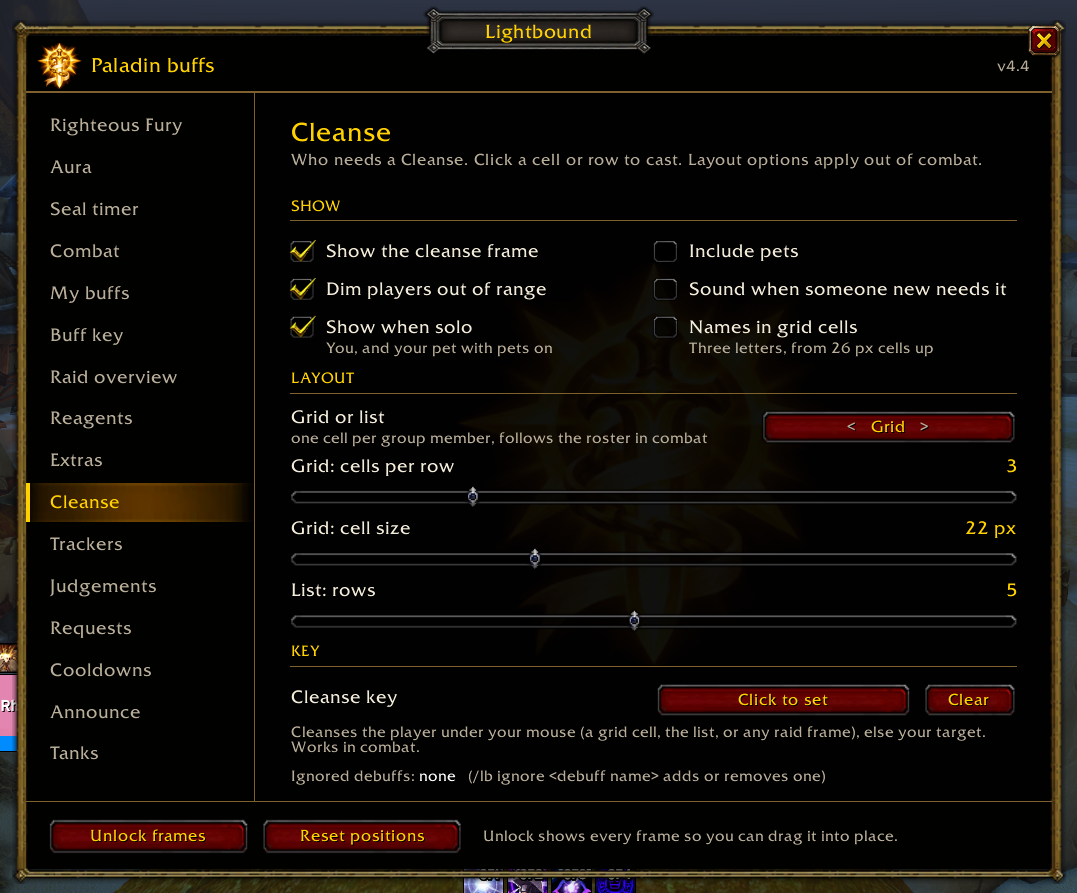 Lightbound
Paladin buffs
v4.4
Righteous Fury
Aura
Seal timer
Combat
My buffs
Buff key
Raid overview
Reagents
Extras
Cleanse
Trackers
Judgements
Requests
Cooldowns
Announce
Tanks
Cleanse
Who needs a Cleanse. Click a cell or row to cast. Layout options apply out of combat.
SHOW
Show the cleanse frame
Include pets
Dim players out of range
Sound when someone new needs it
Show when solo
You, and your pet with pets on
Names in grid cells
Three letters, from 26 px cells up
LAYOUT
Grid or list
one cell per group member, follows the roster in combat
< Grid >
Grid: cells per row
3
Grid: cell size
22 px
List: rows
5
KEY
Cleanse key
Click to set
Clear
Cleanses the player under your mouse (a grid cell, the list, or any raid frame), else your target.
Works in combat.
Ignored debuffs: none (/lb ignore <debuff name> adds or removes one)
Unlock frames
Reset positions
Unlock shows every frame so you can drag it into place.